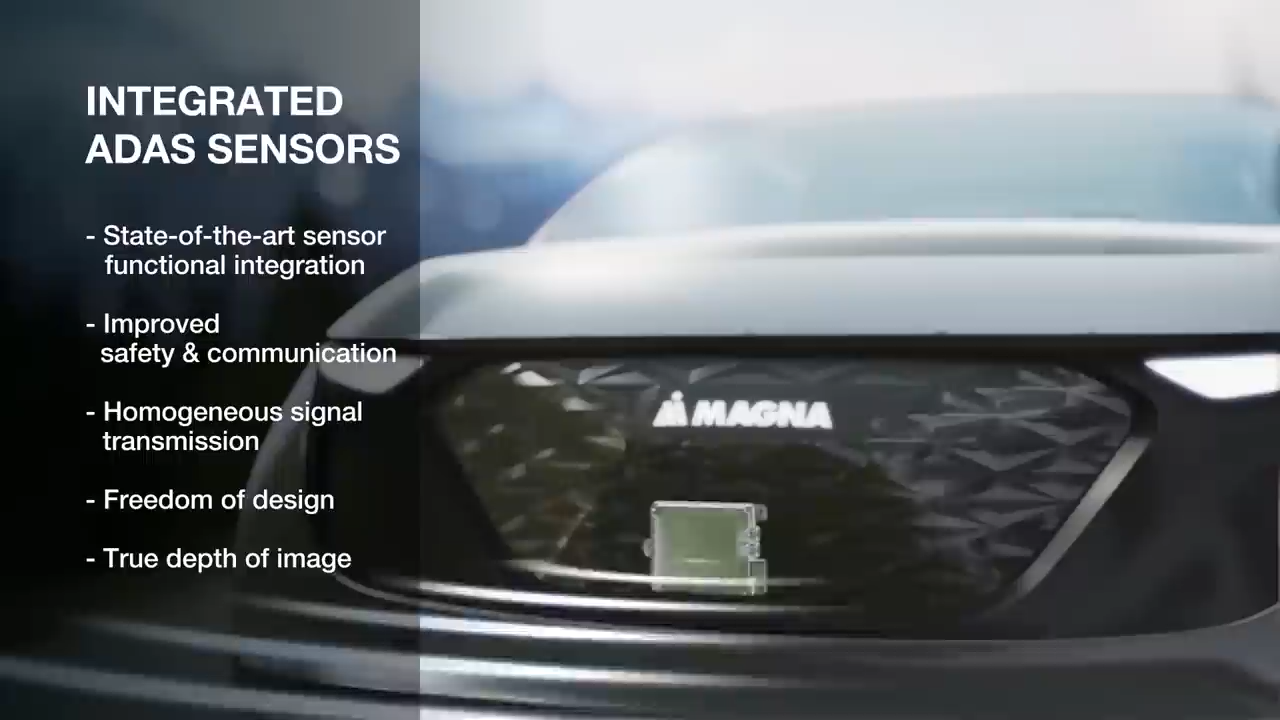 INTEGRATED
ADAS SENSORS
- State-of-the-art sensor
functional integration
- Improved
safety & communication
- Homogeneous signal
transmission
- Freedom of design
- True depth of image
MAGNA